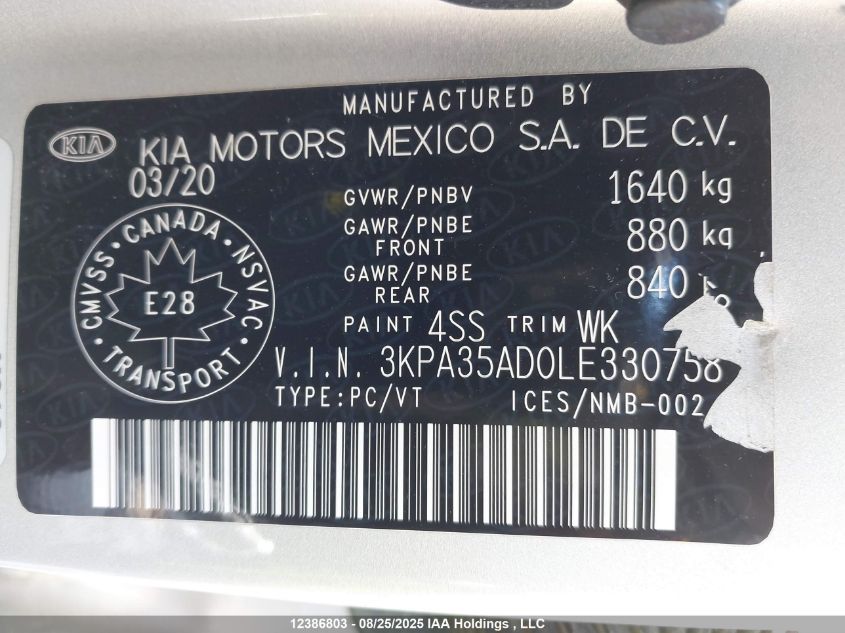 MANUFACTURED BY
KIA KIA MOTORS MEXICO S.A. DE C.V.
03/20
GVWR/PNBV 1640 kg
GAWR/PNBE FRONT 880 kg
GAWR/PNBE REAR 840
PAINT 4SS TRIM WK
V.I.N. 3KPA35AD0LE330758
TYPE:PC/VT ICES/NMB-002
CANADA
CMVSS • NSVAC
E28
TRANSPORT
12386803 - 08/25/2025 IAA Holdings , LLC